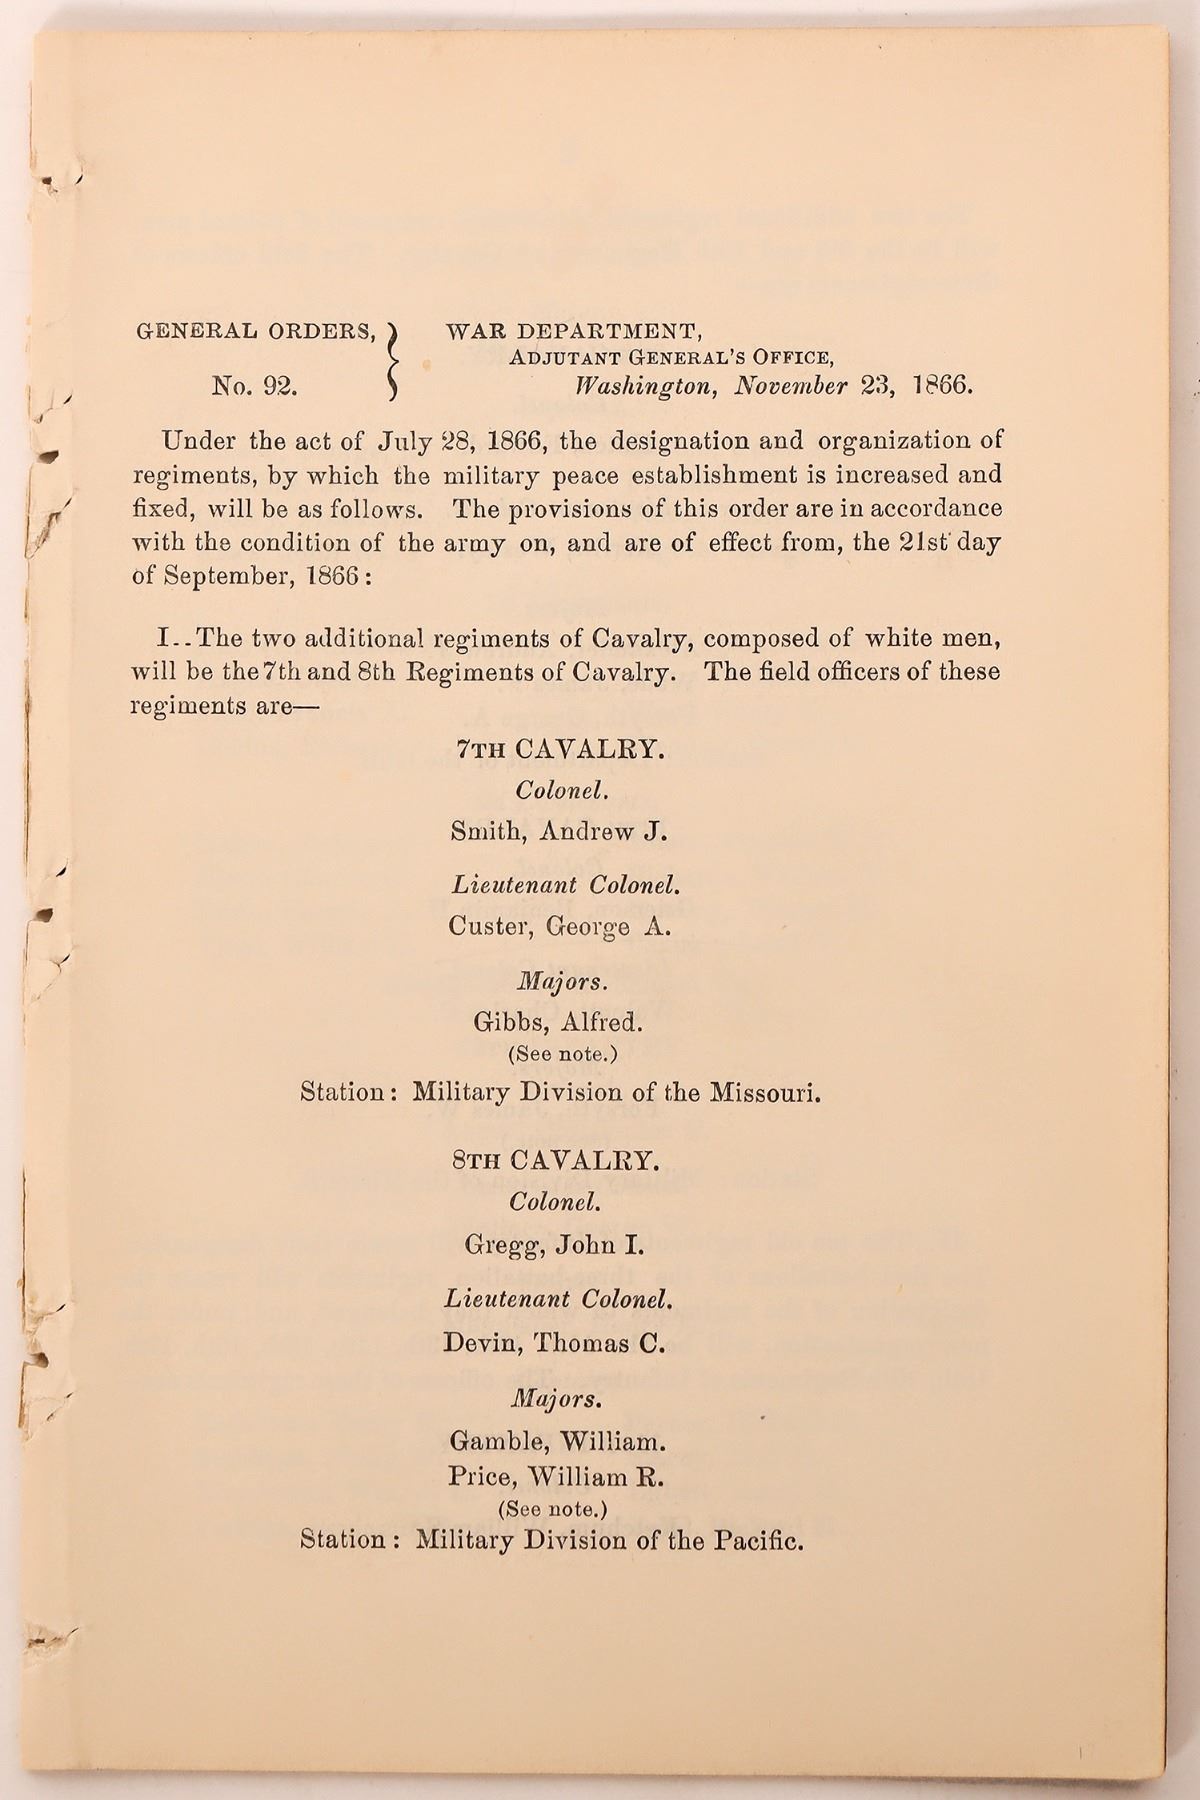 GENERAL ORDERS, WAR DEPARTMENT,
ADJUTANT GENERAL'S OFFICE,
No. 92. Washington, November 23, 1866.
Under the act of July 28, 1866, the designation and organization of
regiments, by which the military peace establishment is increased and
fixed, will be as follows. The provisions of this order are in accordance
with the condition of the army on, and are of effect from, the 21st day
of September, 1866:
I..The two additional regiments of Cavalry, composed of white men,
will be the 7th and 8th Regiments of Cavalry. The field officers of these
regiments are—
7TH CAVALRY.
Colonel.
Smith, Andrew J.
Lieutenant Colonel.
Custer, George A.
Majors.
Gibbs, Alfred.
(See note.)
Station: Military Division of the Missouri.
8TH CAVALRY.
Colonel.
Gregg, John I.
Lieutenant Colonel.
Devin, Thomas C.
Majors.
Gamble, William.
Price, William R.
(See note.)
Station: Military Division of the Pacific.